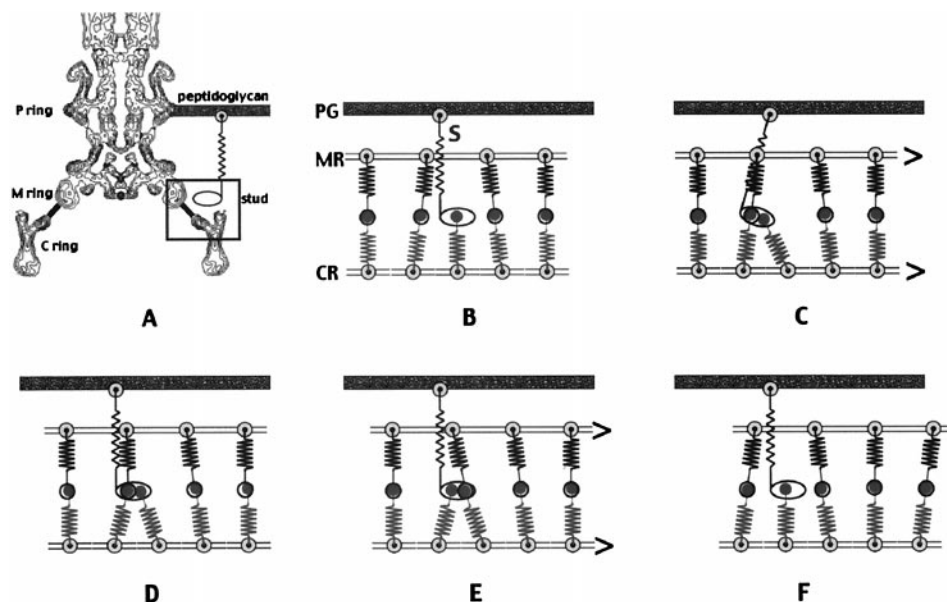 peptidoglycan
P ring
M ring
stud
C ring
A
PG
S
MR
CR
B
>
>
C
D
>
>
E
F